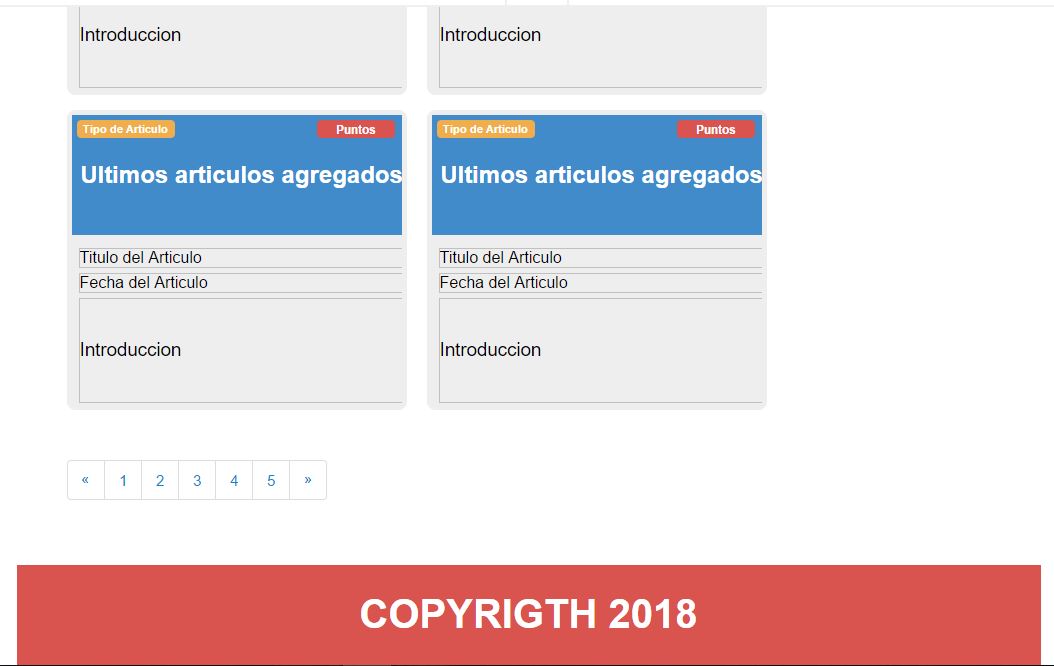 Introduccion
Introduccion
Tipo de Articulo
Puntos
Ultimos articulos agregados
Titulo del Articulo
Fecha del Articulo
Introduccion
Tipo de Articulo
Puntos
Ultimos articulos agregados
Titulo del Articulo
Fecha del Articulo
Introduccion
« 1 2 3 4 5 »
COPYRIGTH 2018